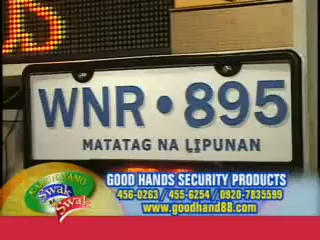 WNR • 895
MATATAG NA LIPUNAN
KABUHAYANG
Swak
Swak
GOOD HANDS SECURITY PRODUCTS
456-0263 / 455-6254 / 0920-7835599
www.goodhand88.com